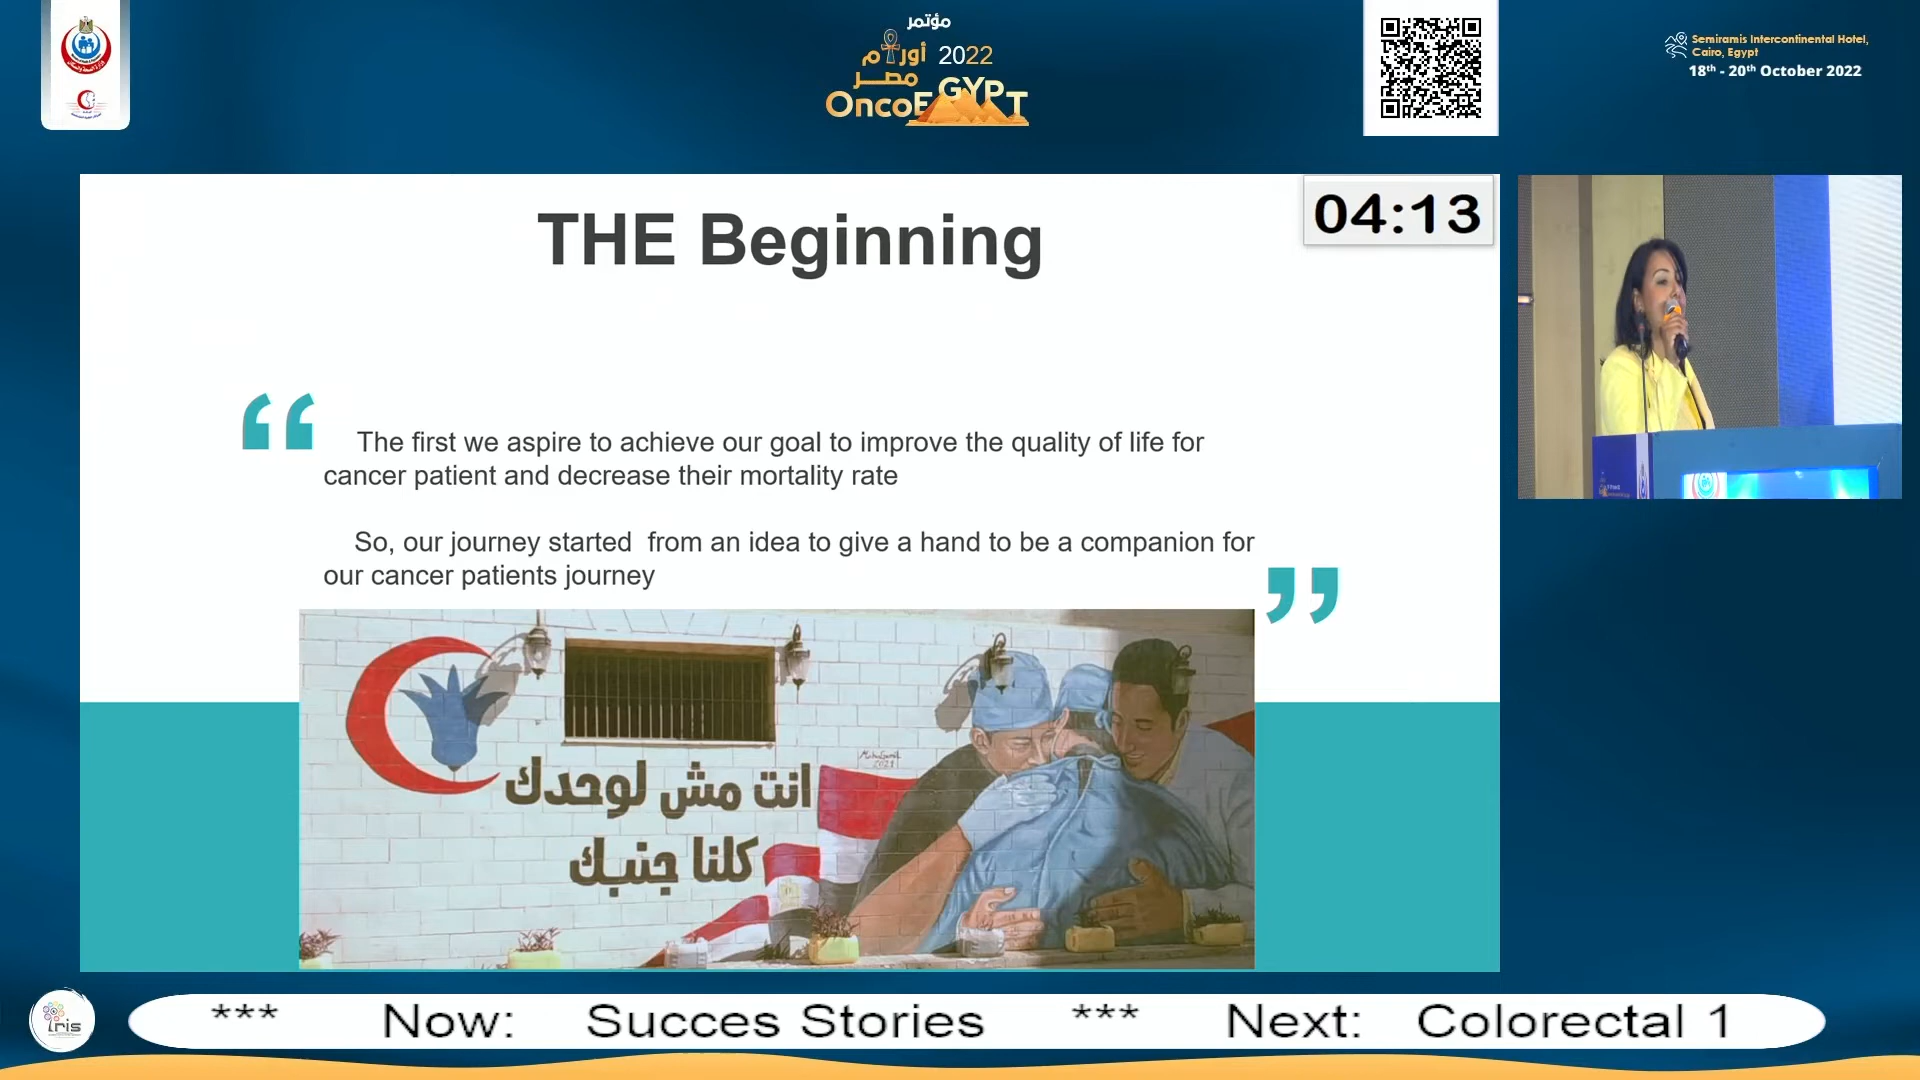 مؤتمر
أورام 2022
مصر
OncoEGYPT
Semiramis Intercontinental Hotel,
Cairo, Egypt
18th - 20th October 2022
THE Beginning
04:13
“
The first we aspire to achieve our goal to improve the quality of life for
cancer patient and decrease their mortality rate
So, our journey started from an idea to give a hand to be a companion for
our cancer patients journey
”
انت مش لوحدك
كلنا جنبك
2021
iris
*** Now: Succes Stories *** Next: Colorectal 1